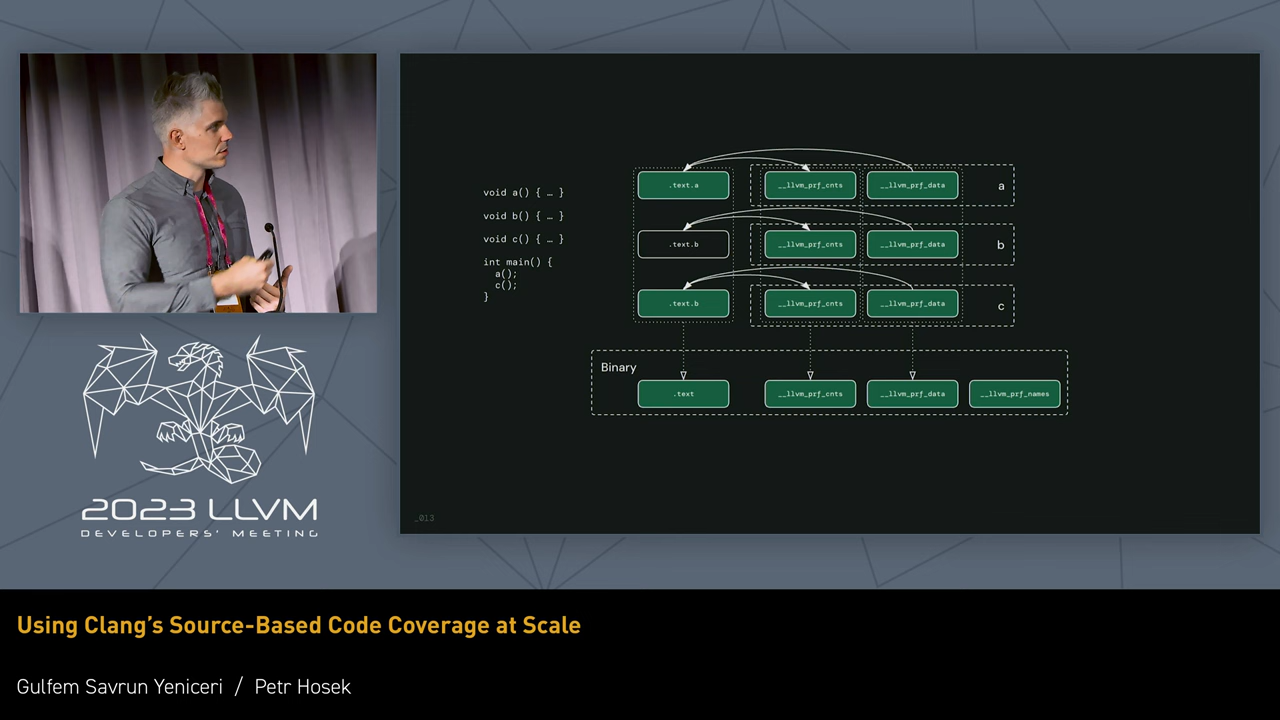 void a() { … }
void b() { … }
void c() { … }
int main() {
a();
c();
}
.text.a
__llvm_prf_cnts
__llvm_prf_data
a
.text.b
__llvm_prf_cnts
__llvm_prf_data
b
.text.b
__llvm_prf_cnts
__llvm_prf_data
c
Binary
.text
__llvm_prf_cnts
__llvm_prf_data
__llvm_prf_names
_013
2023 LLVM
DEVELOPERS' MEETING
Using Clang’s Source-Based Code Coverage at Scale
Gulfem Savrun Yeniceri / Petr Hosek